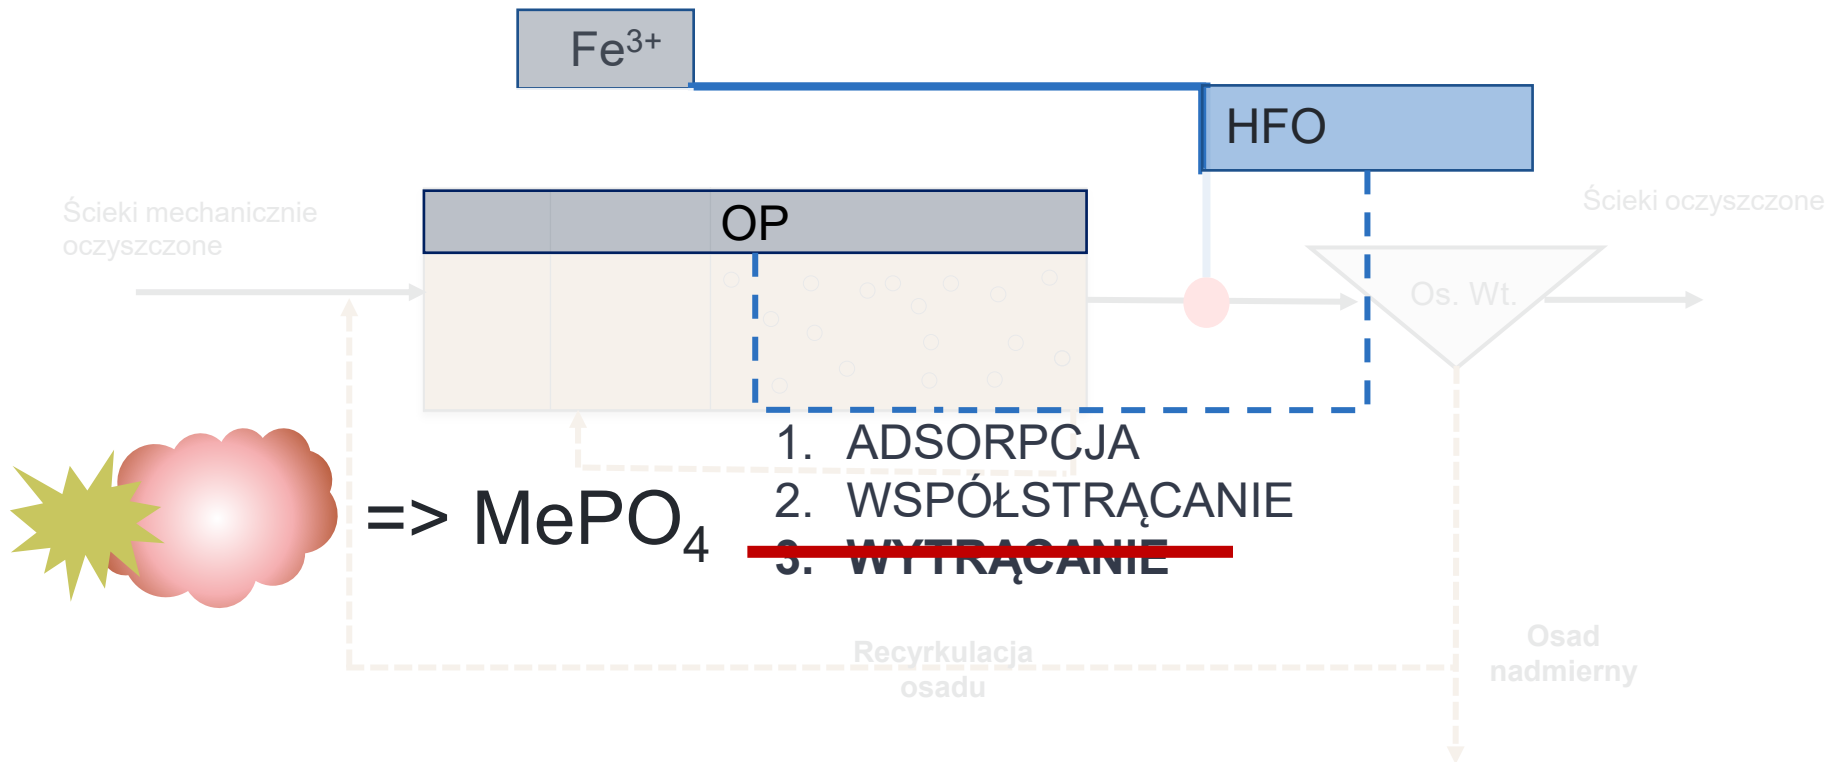 Fe³⁺
HFO
Ścieki mechanicznie
oczyszczone
OP
Ścieki oczyszczone
Os. Wt.
1. ADSORPCJA
2. WSPÓŁSTRĄCANIE
3. WYTRĄCANIE
=> MePO₄
Recyrkulacja
osadu
Osad
nadmierny